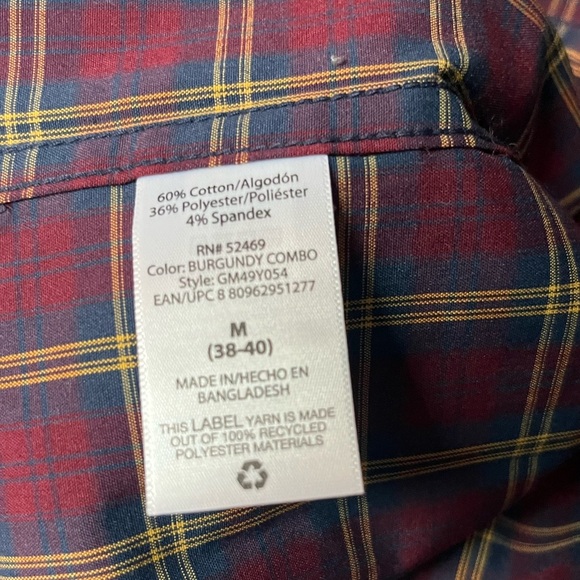 60% Cotton/Algodón
36% Polyester/Poliéster
4% Spandex
RN# 52469
Color: BURGUNDY COMBO
Style: GM49Y054
EAN/UPC 8 80962951277
M
(38-40)
MADE IN/HECHO EN
BANGLADESH
THIS LABEL YARN IS MADE
OUT OF 100% RECYCLED
POLYESTER MATERIALS